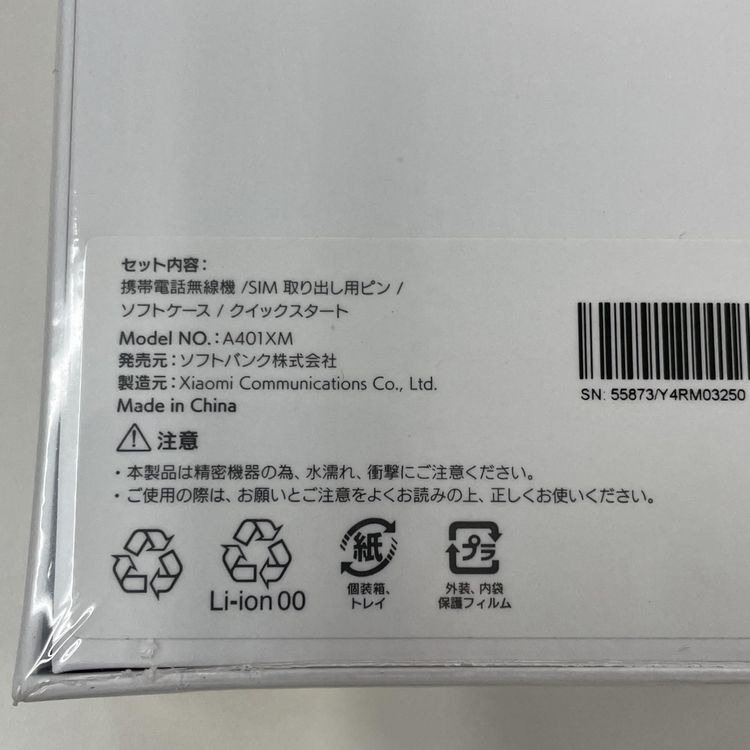 セット内容：
携帯電話無線機 /SIM 取り出し用ピン /
ソフトケース / クイックスタート
Model NO.：A401XM
発売元：ソフトバンク株式会社
製造元：Xiaomi Communications Co., Ltd.
Made in China
SN: 55873/Y4RM03250
注意
・本製品は精密機器の為、水濡れ、衝撃にご注意ください。
・ご使用の際は、お願いとご注意をよくお読みの上、正しくお使いください。
Li-ion 00
紙
個装箱、
トレイ
プラ
外装、内袋
保護フィルム